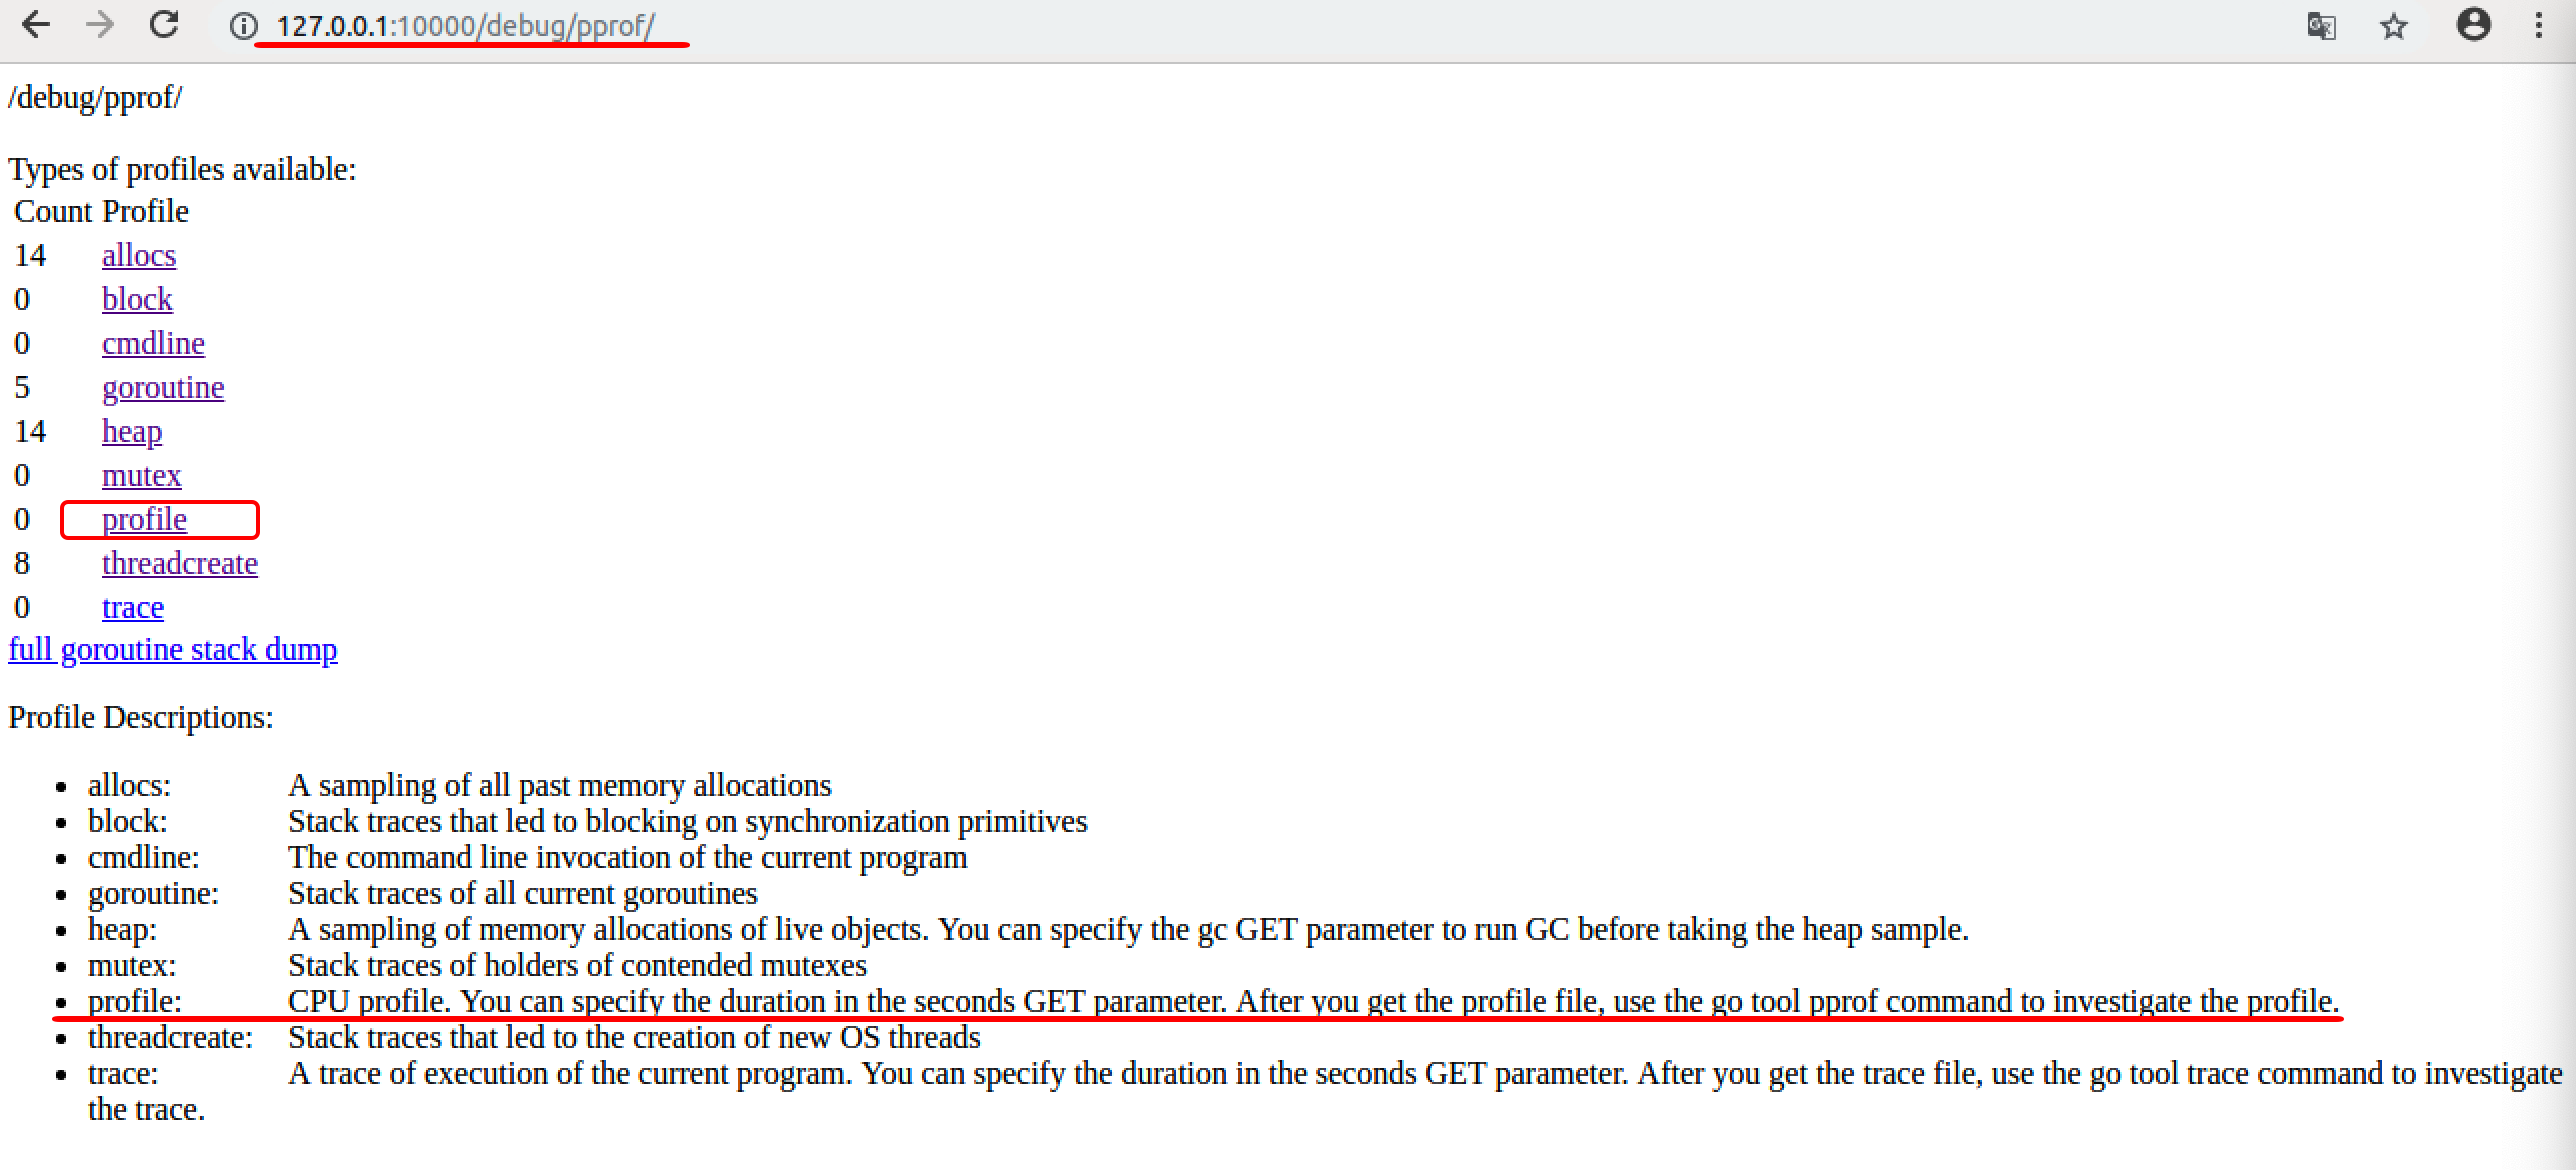 127.0.0.1:10000/debug/pprof/
/debug/pprof/
Types of profiles available:
Count Profile
14 allocs
0 block
0 cmdline
5 goroutine
14 heap
0 mutex
0 profile
8 threadcreate
0 trace
full goroutine stack dump
Profile Descriptions:
• allocs: A sampling of all past memory allocations
• block: Stack traces that led to blocking on synchronization primitives
• cmdline: The command line invocation of the current program
• goroutine: Stack traces of all current goroutines
• heap: A sampling of memory allocations of live objects. You can specify the gc GET parameter to run GC before taking the heap sample.
• mutex: Stack traces of holders of contended mutexes
• profile: CPU profile. You can specify the duration in the seconds GET parameter. After you get the profile file, use the go tool pprof command to investigate the profile.
• threadcreate: Stack traces that led to the creation of new OS threads
• trace: A trace of execution of the current program. You can specify the duration in the seconds GET parameter. After you get the trace file, use the go tool trace command to investigate
the trace.